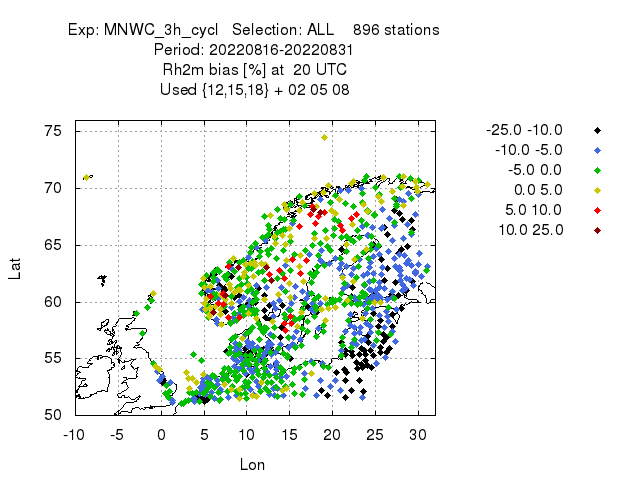 Exp: MNWC_3h_cycl   Selection: ALL    896 stations
Period: 20220816-20220831
Rh2m bias [%] at  20 UTC
Used {12,15,18} + 02 05 08
-25.0 -10.0
-10.0 -5.0
-5.0 0.0
0.0 5.0
5.0 10.0
10.0 25.0
75
70
65
60
55
50
Lat
-10 -5 0 5 10 15 20 25 30
Lon